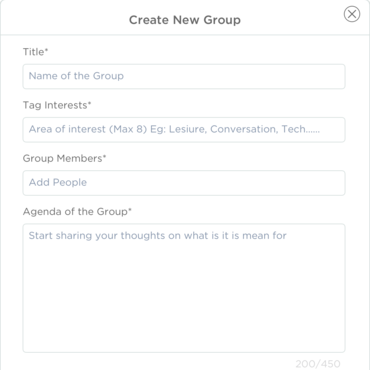 Create New Group
Title*
Name of the Group
Tag Interests*
Area of interest (Max 8) Eg: Lesiure, Conversation, Tech......
Group Members*
Add People
Agenda of the Group*
Start sharing your thoughts on what is it is mean for
200/450